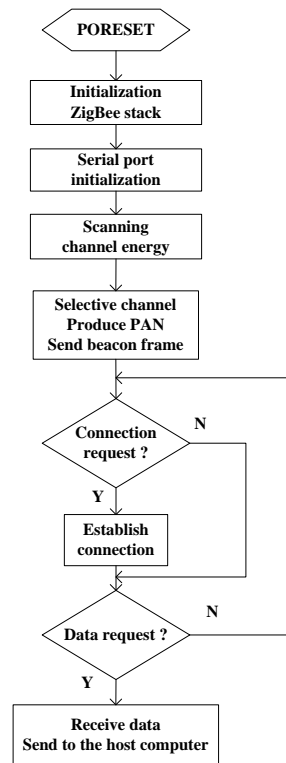 PORESET
Initialization
ZigBee stack
Serial port
initialization
Scanning
channel energy
Selective channel
Produce PAN
Send beacon frame
Connection
request ?
N
Y
Establish
connection
Data request ?
N
Y
Receive data
Send to the host computer